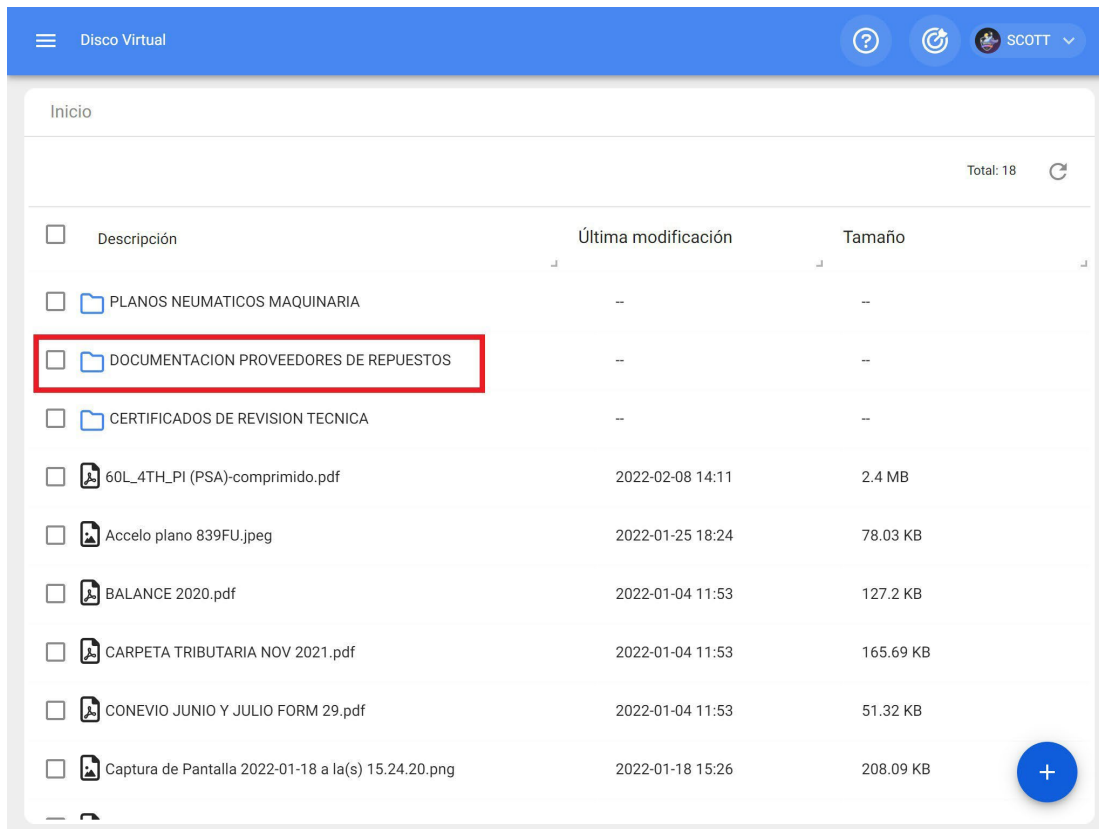 Disco Virtual
SCOTT
Inicio
Total: 18
Descripción Última modificación Tamaño
PLANOS NEUMATICOS MAQUINARIA -- --
DOCUMENTACION PROVEEDORES DE REPUESTOS -- --
CERTIFICADOS DE REVISION TECNICA -- --
60L_4TH_PI (PSA)-comprimido.pdf 2022-02-08 14:11 2.4 MB
Accelo plano 839FU.jpeg 2022-01-25 18:24 78.03 KB
BALANCE 2020.pdf 2022-01-04 11:53 127.2 KB
CARPETA TRIBUTARIA NOV 2021.pdf 2022-01-04 11:53 165.69 KB
CONEVIO JUNIO Y JULIO FORM 29.pdf 2022-01-04 11:53 51.32 KB
Captura de Pantalla 2022-01-18 a la(s) 15.24.20.png 2022-01-18 15:26 208.09 KB